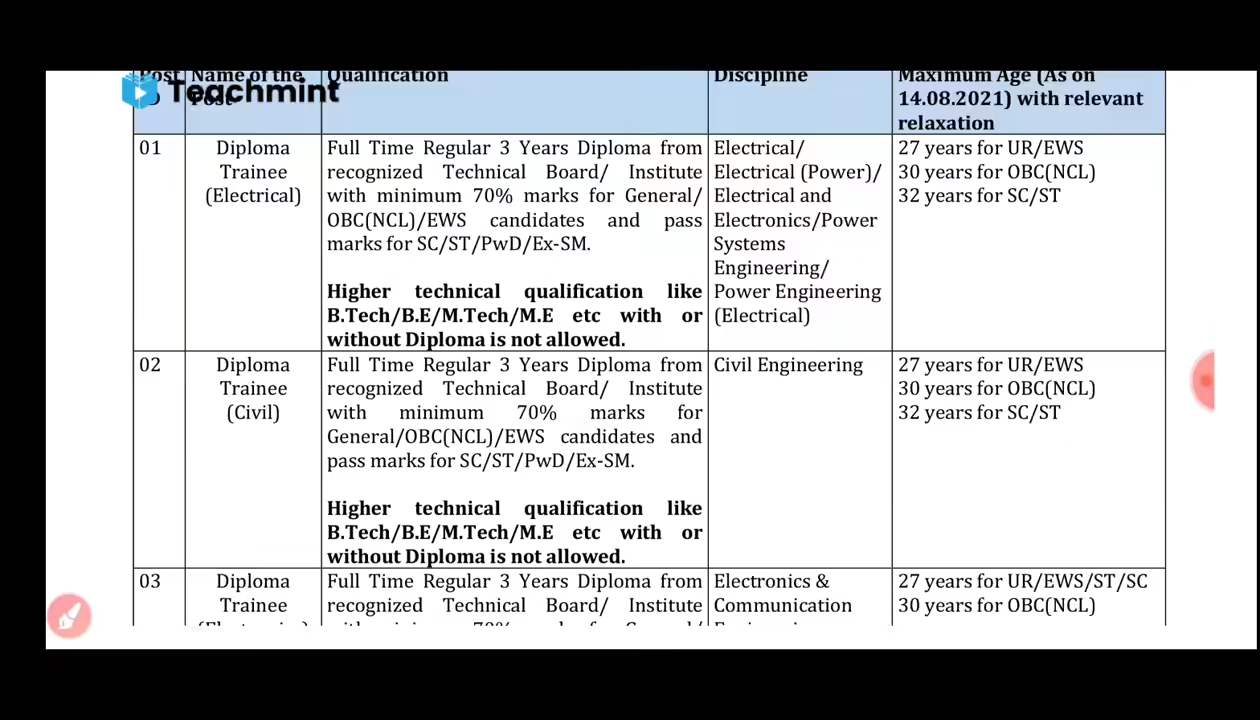 Teachmint
Post
Name of the
Post
Qualification
Discipline
Maximum Age (As on
14.08.2021) with relevant
relaxation
01
Diploma
Trainee
(Electrical)
Full Time Regular 3 Years Diploma from
recognized Technical Board/ Institute
with minimum 70% marks for General/
OBC(NCL)/EWS candidates and pass
marks for SC/ST/PwD/Ex-SM.
Higher technical qualification like
B.Tech/B.E/M.Tech/M.E etc with or
without Diploma is not allowed.
Electrical/
Electrical (Power)/
Electrical and
Electronics/Power
Systems
Engineering/
Power Engineering
(Electrical)
27 years for UR/EWS
30 years for OBC(NCL)
32 years for SC/ST
02
Diploma
Trainee
(Civil)
Full Time Regular 3 Years Diploma from
recognized Technical Board/ Institute
with minimum 70% marks for
General/OBC(NCL)/EWS candidates and
pass marks for SC/ST/PwD/Ex-SM.
Higher technical qualification like
B.Tech/B.E/M.Tech/M.E etc with or
without Diploma is not allowed.
Civil Engineering
27 years for UR/EWS
30 years for OBC(NCL)
32 years for SC/ST
03
Diploma
Trainee
Full Time Regular 3 Years Diploma from
recognized Technical Board/ Institute
Electronics &
Communication
27 years for UR/EWS/ST/SC
30 years for OBC(NCL)